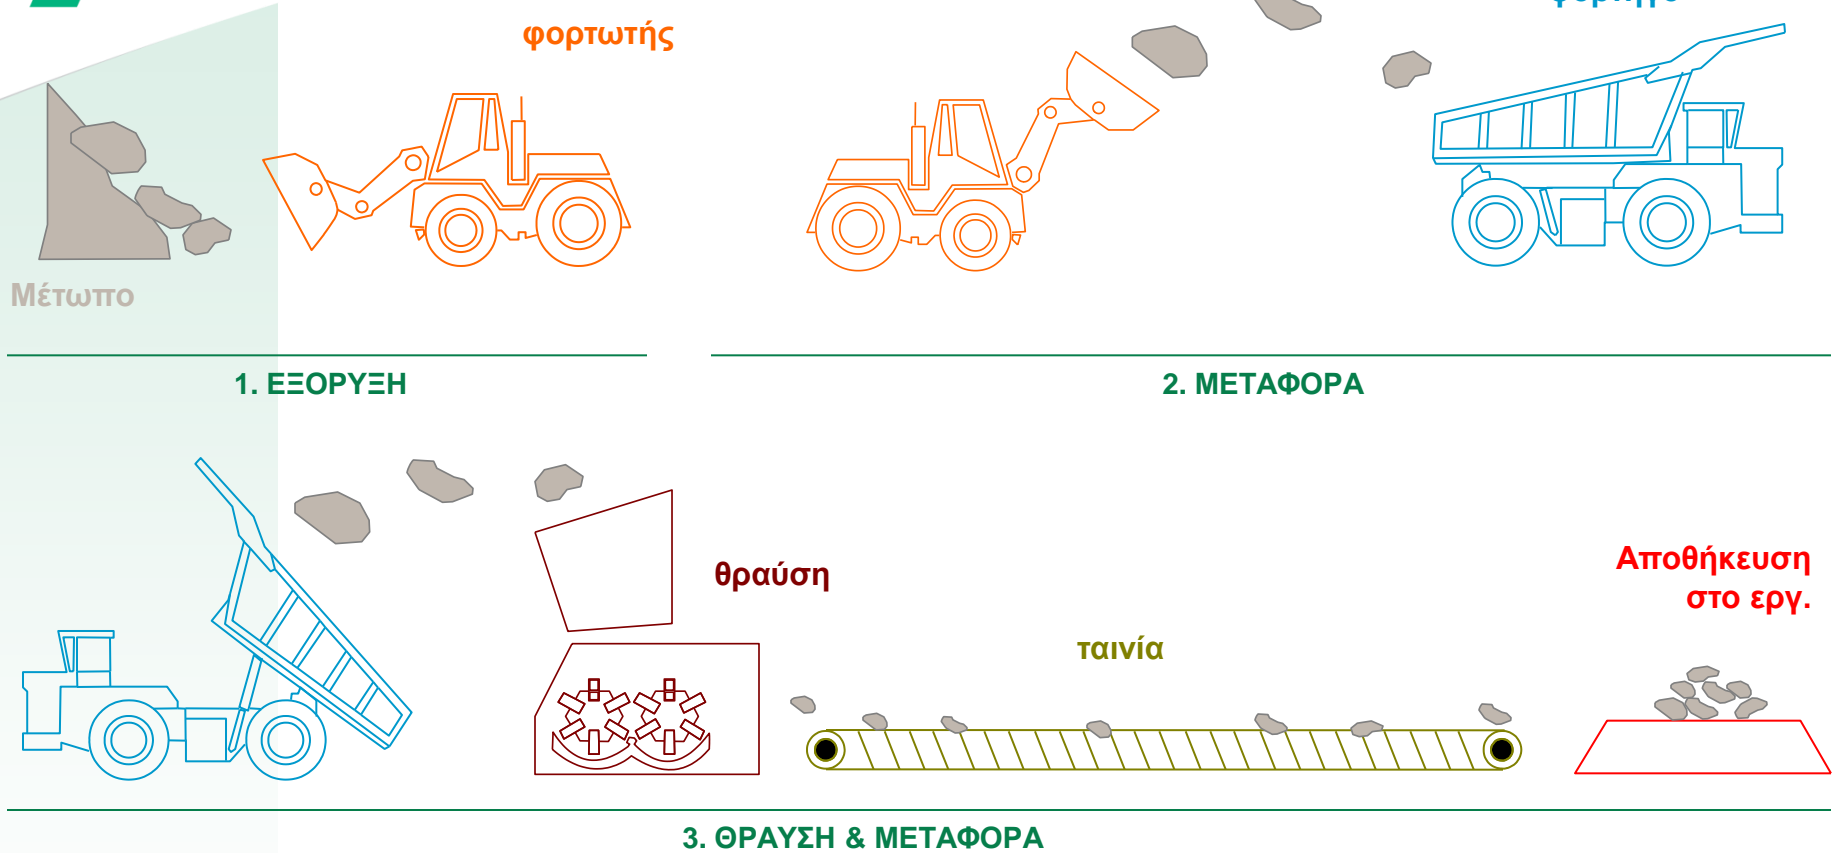 φορτωτής
Μέτωπο
1. ΕΞΟΡΥΞΗ
2. ΜΕΤΑΦΟΡΑ
θραύση
Αποθήκευση
στο εργ.
ταινία
3. ΘΡΑΥΣΗ & ΜΕΤΑΦΟΡΑ